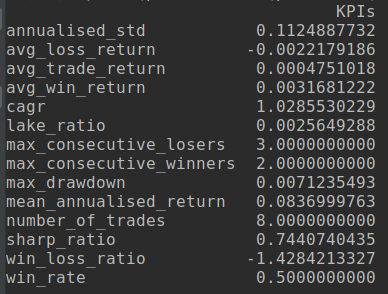 KPIs
annualised_std 0.1124887732
avg_loss_return -0.0022179186
avg_trade_return 0.0004751018
avg_win_return 0.0031681222
cagr 1.0285530229
lake_ratio 0.0025649288
max_consecutive_losers 3.0000000000
max_consecutive_winners 2.0000000000
max_drawdown 0.0071235493
mean_annualised_return 0.0836999763
number_of_trades 8.0000000000
sharp_ratio 0.7440740435
win_loss_ratio -1.4284213327
win_rate 0.5000000000